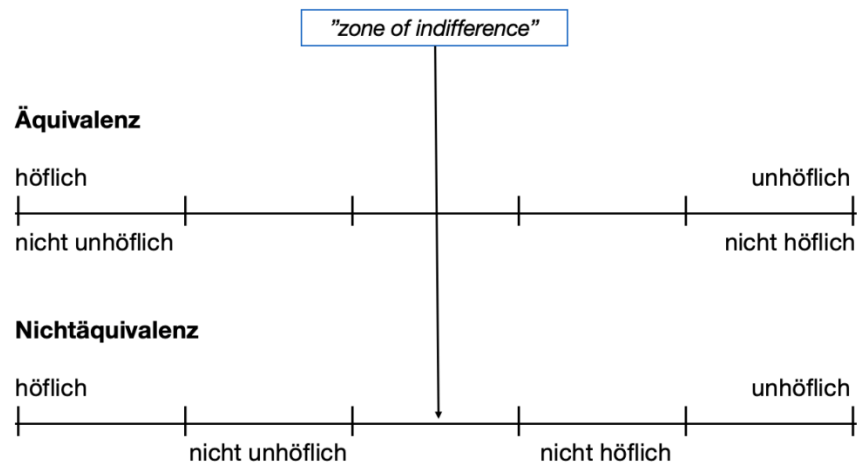 ”zone of indifference”
Äquivalenz
höflich unhöflich
nicht unhöflich nicht höflich
Nichtäquivalenz
höflich unhöflich
nicht unhöflich nicht höflich